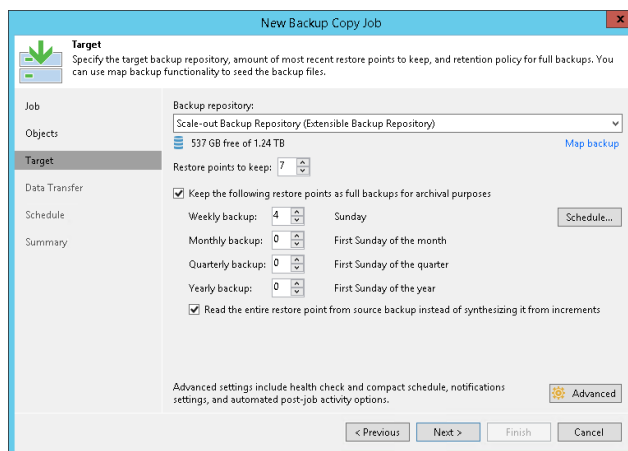 New Backup Copy Job
x
Target
Specify the target backup repository, amount of most recent restore points to keep, and retention policy for full backups. You
can use map backup functionality to seed the backup files.
Job
Objects
Target
Data Transfer
Schedule
Summary
Backup repository:
Scale-out Backup Repository (Extensible Backup Repository)
537 GB free of 1.24 TB
Map backup
Restore points to keep: 7
Keep the following restore points as full backups for archival purposes
Weekly backup: 4 Sunday
Schedule...
Monthly backup: 0 First Sunday of the month
Quarterly backup: 0 First Sunday of the quarter
Yearly backup: 0 First Sunday of the year
Read the entire restore point from source backup instead of synthesizing it from increments
Advanced settings include health check and compact schedule, notifications
settings, and automated post-job activity options.
Advanced
< Previous
Next >
Finish
Cancel